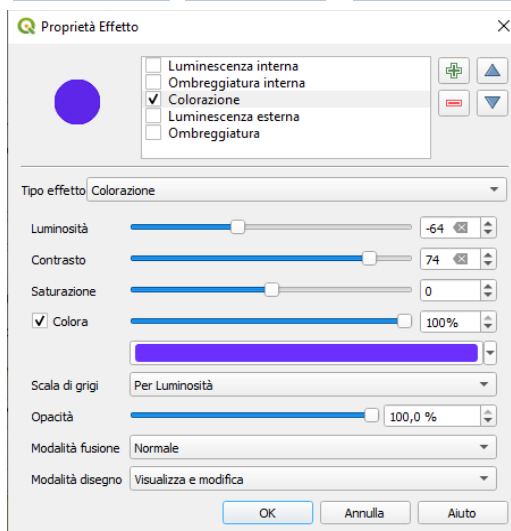 Proprietà Effetto
Luminescenza interna
Ombreggiatura interna
Colorazione
Luminescenza esterna
Ombreggiatura
Tipo effetto Colorazione
Luminosità -64
Contrasto 74
Saturazione 0
Colora 100%
Scala di grigi Per Luminosità
Opacità 100,0 %
Modalità fusione Normale
Modalità disegno Visualizza e modifica
OK Annulla Aiuto